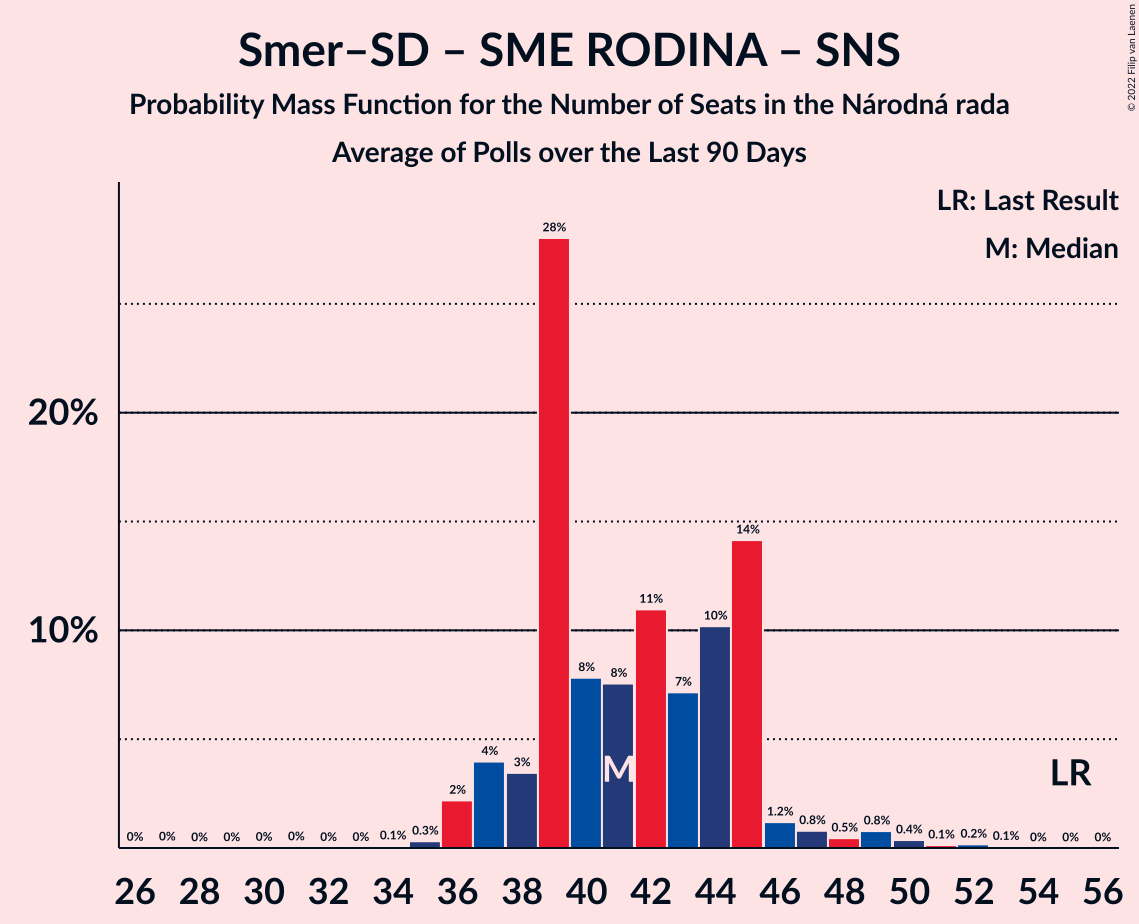 Smer–SD – SME RODINA – SNS
Probability Mass Function for the Number of Seats in the Národná rada
Average of Polls over the Last 90 Days
© 2022 Filip van Laenen
LR: Last Result
M: Median
20%
10%
0% 0% 0% 0% 0% 0% 0% 0% 0.1% 0.3% 2% 4% 3% 28% 8% 8% 11% 7% 10% 14% 1.2% 0.8% 0.5% 0.8% 0.4% 0.1% 0.2% 0.1% 0% 0% 0%
M
LR
26 28 30 32 34 36 38 40 42 44 46 48 50 52 54 56